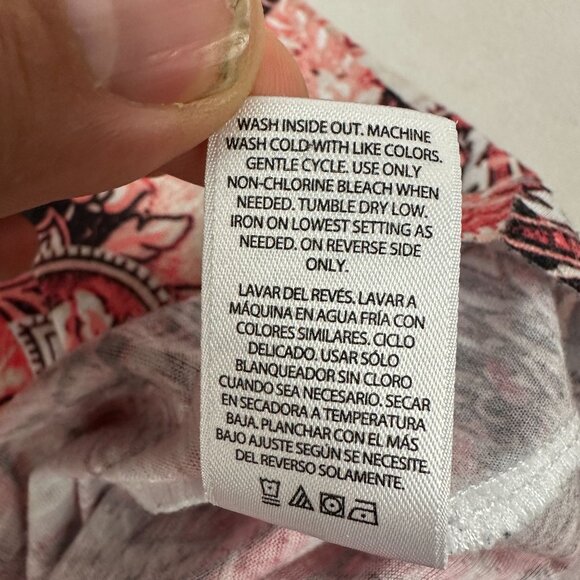 WASH INSIDE OUT. MACHINE
WASH COLD WITH LIKE COLORS.
GENTLE CYCLE. USE ONLY
NON-CHLORINE BLEACH WHEN
NEEDED. TUMBLE DRY LOW.
IRON ON LOWEST SETTING AS
NEEDED. ON REVERSE SIDE
ONLY.
LAVAR DEL REVÉS. LAVAR A
MÁQUINA EN AGUA FRÍA CON
COLORES SIMILARES. CICLO
DELICADO. USAR SÓLO
BLANQUEADOR SIN CLORO
CUANDO SEA NECESARIO. SECAR
EN SECADORA A TEMPERATURA
BAJA. PLANCHAR CON EL MÁS
BAJO AJUSTE SEGÚN SE NECESITE.
DEL REVERSO SOLAMENTE.